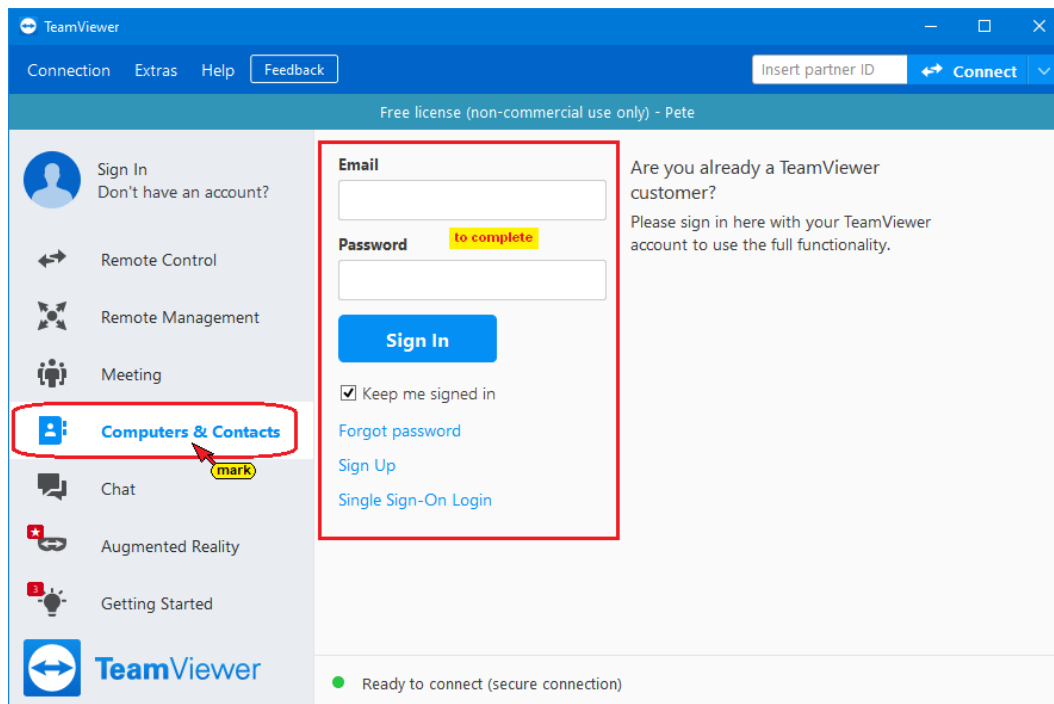 TeamViewer
Connection Extras Help Feedback
Insert partner ID
Connect
Free license (non-commercial use only) - Pete
Sign In
Don't have an account?
Remote Control
Remote Management
Meeting
Computers & Contacts
mark
Chat
Augmented Reality
3
Getting Started
TeamViewer
Email
Password
to complete
Sign In
Keep me signed in
Forgot password
Sign Up
Single Sign-On Login
Are you already a TeamViewer
customer?
Please sign in here with your TeamViewer
account to use the full functionality.
Ready to connect (secure connection)